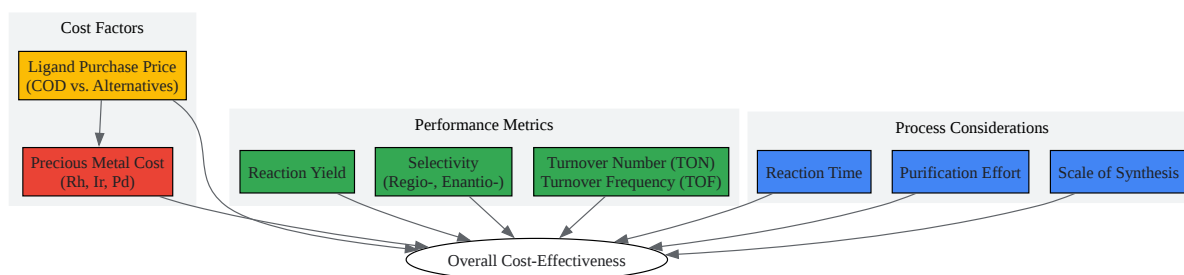 Cost Factors
Ligand Purchase Price
(COD vs. Alternatives)
Precious Metal Cost
(Rh, Ir, Pd)
Performance Metrics
Reaction Yield
Selectivity
(Regio-, Enantio-)
Turnover Number (TON)
Turnover Frequency (TOF)
Process Considerations
Reaction Time
Purification Effort
Scale of Synthesis
Overall Cost-Effectiveness